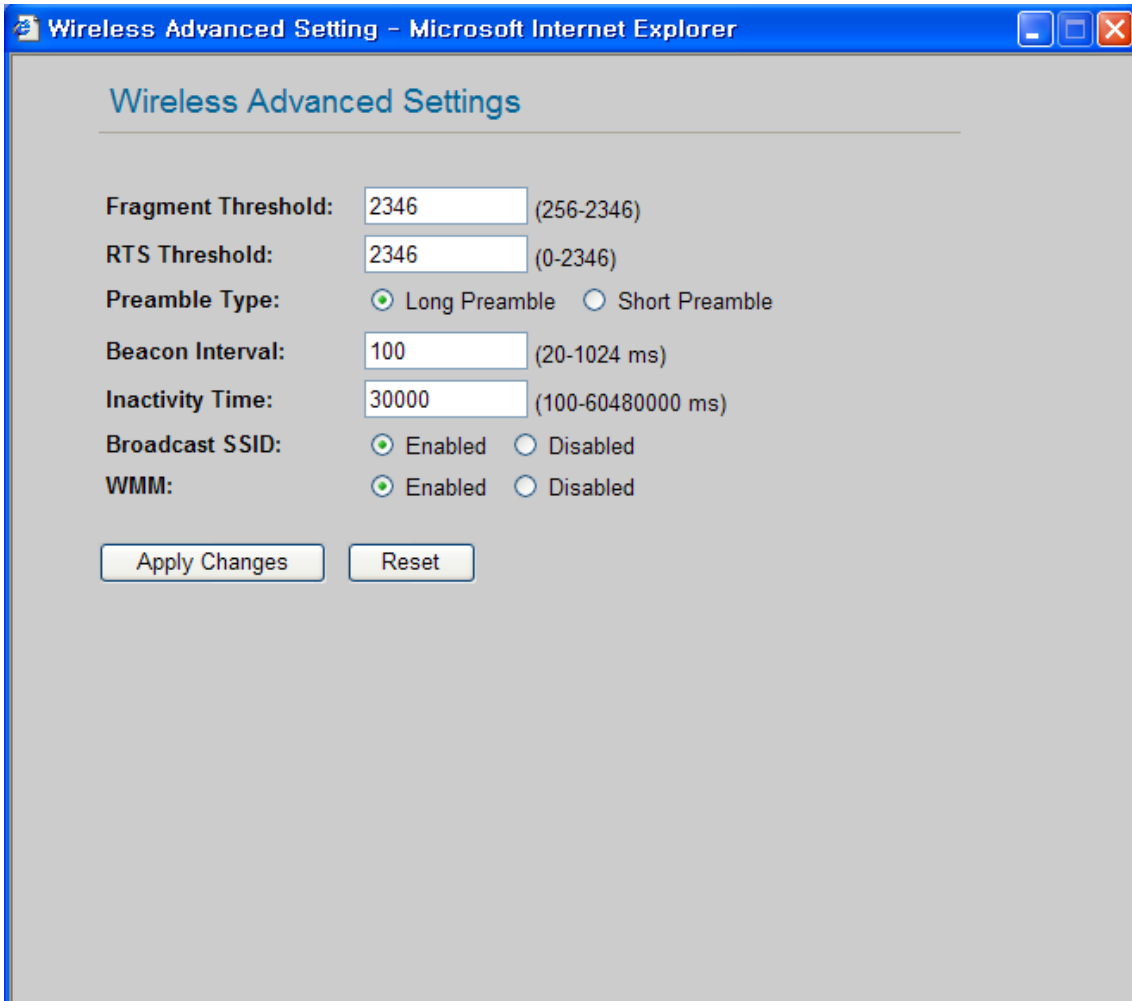 Wireless Advanced Setting - Microsoft Internet Explorer
Wireless Advanced Settings
Fragment Threshold: 2346 (256-2346)
RTS Threshold: 2346 (0-2346)
Preamble Type: Long Preamble Short Preamble
Beacon Interval: 100 (20-1024 ms)
Inactivity Time: 30000 (100-60480000 ms)
Broadcast SSID: Enabled Disabled
WMM: Enabled Disabled
Apply Changes Reset